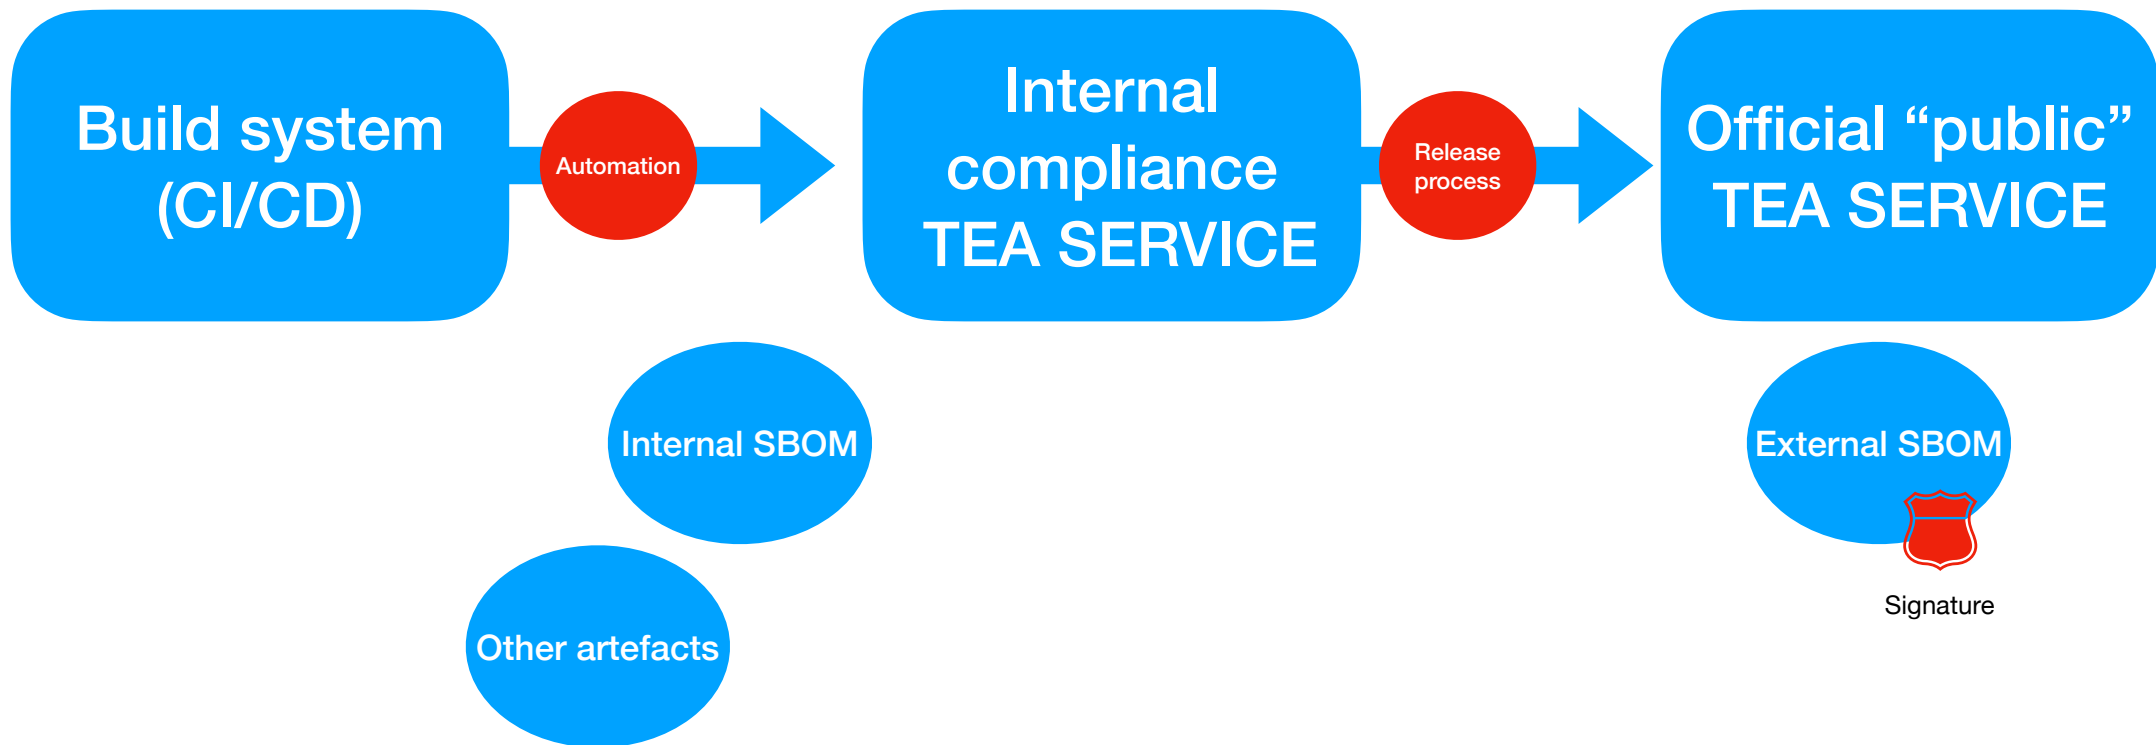 Build system
(CI/CD)
Automation
Internal
compliance
TEA SERVICE
Release
process
Official “public”
TEA SERVICE
Internal SBOM
External SBOM
Signature
Other artefacts